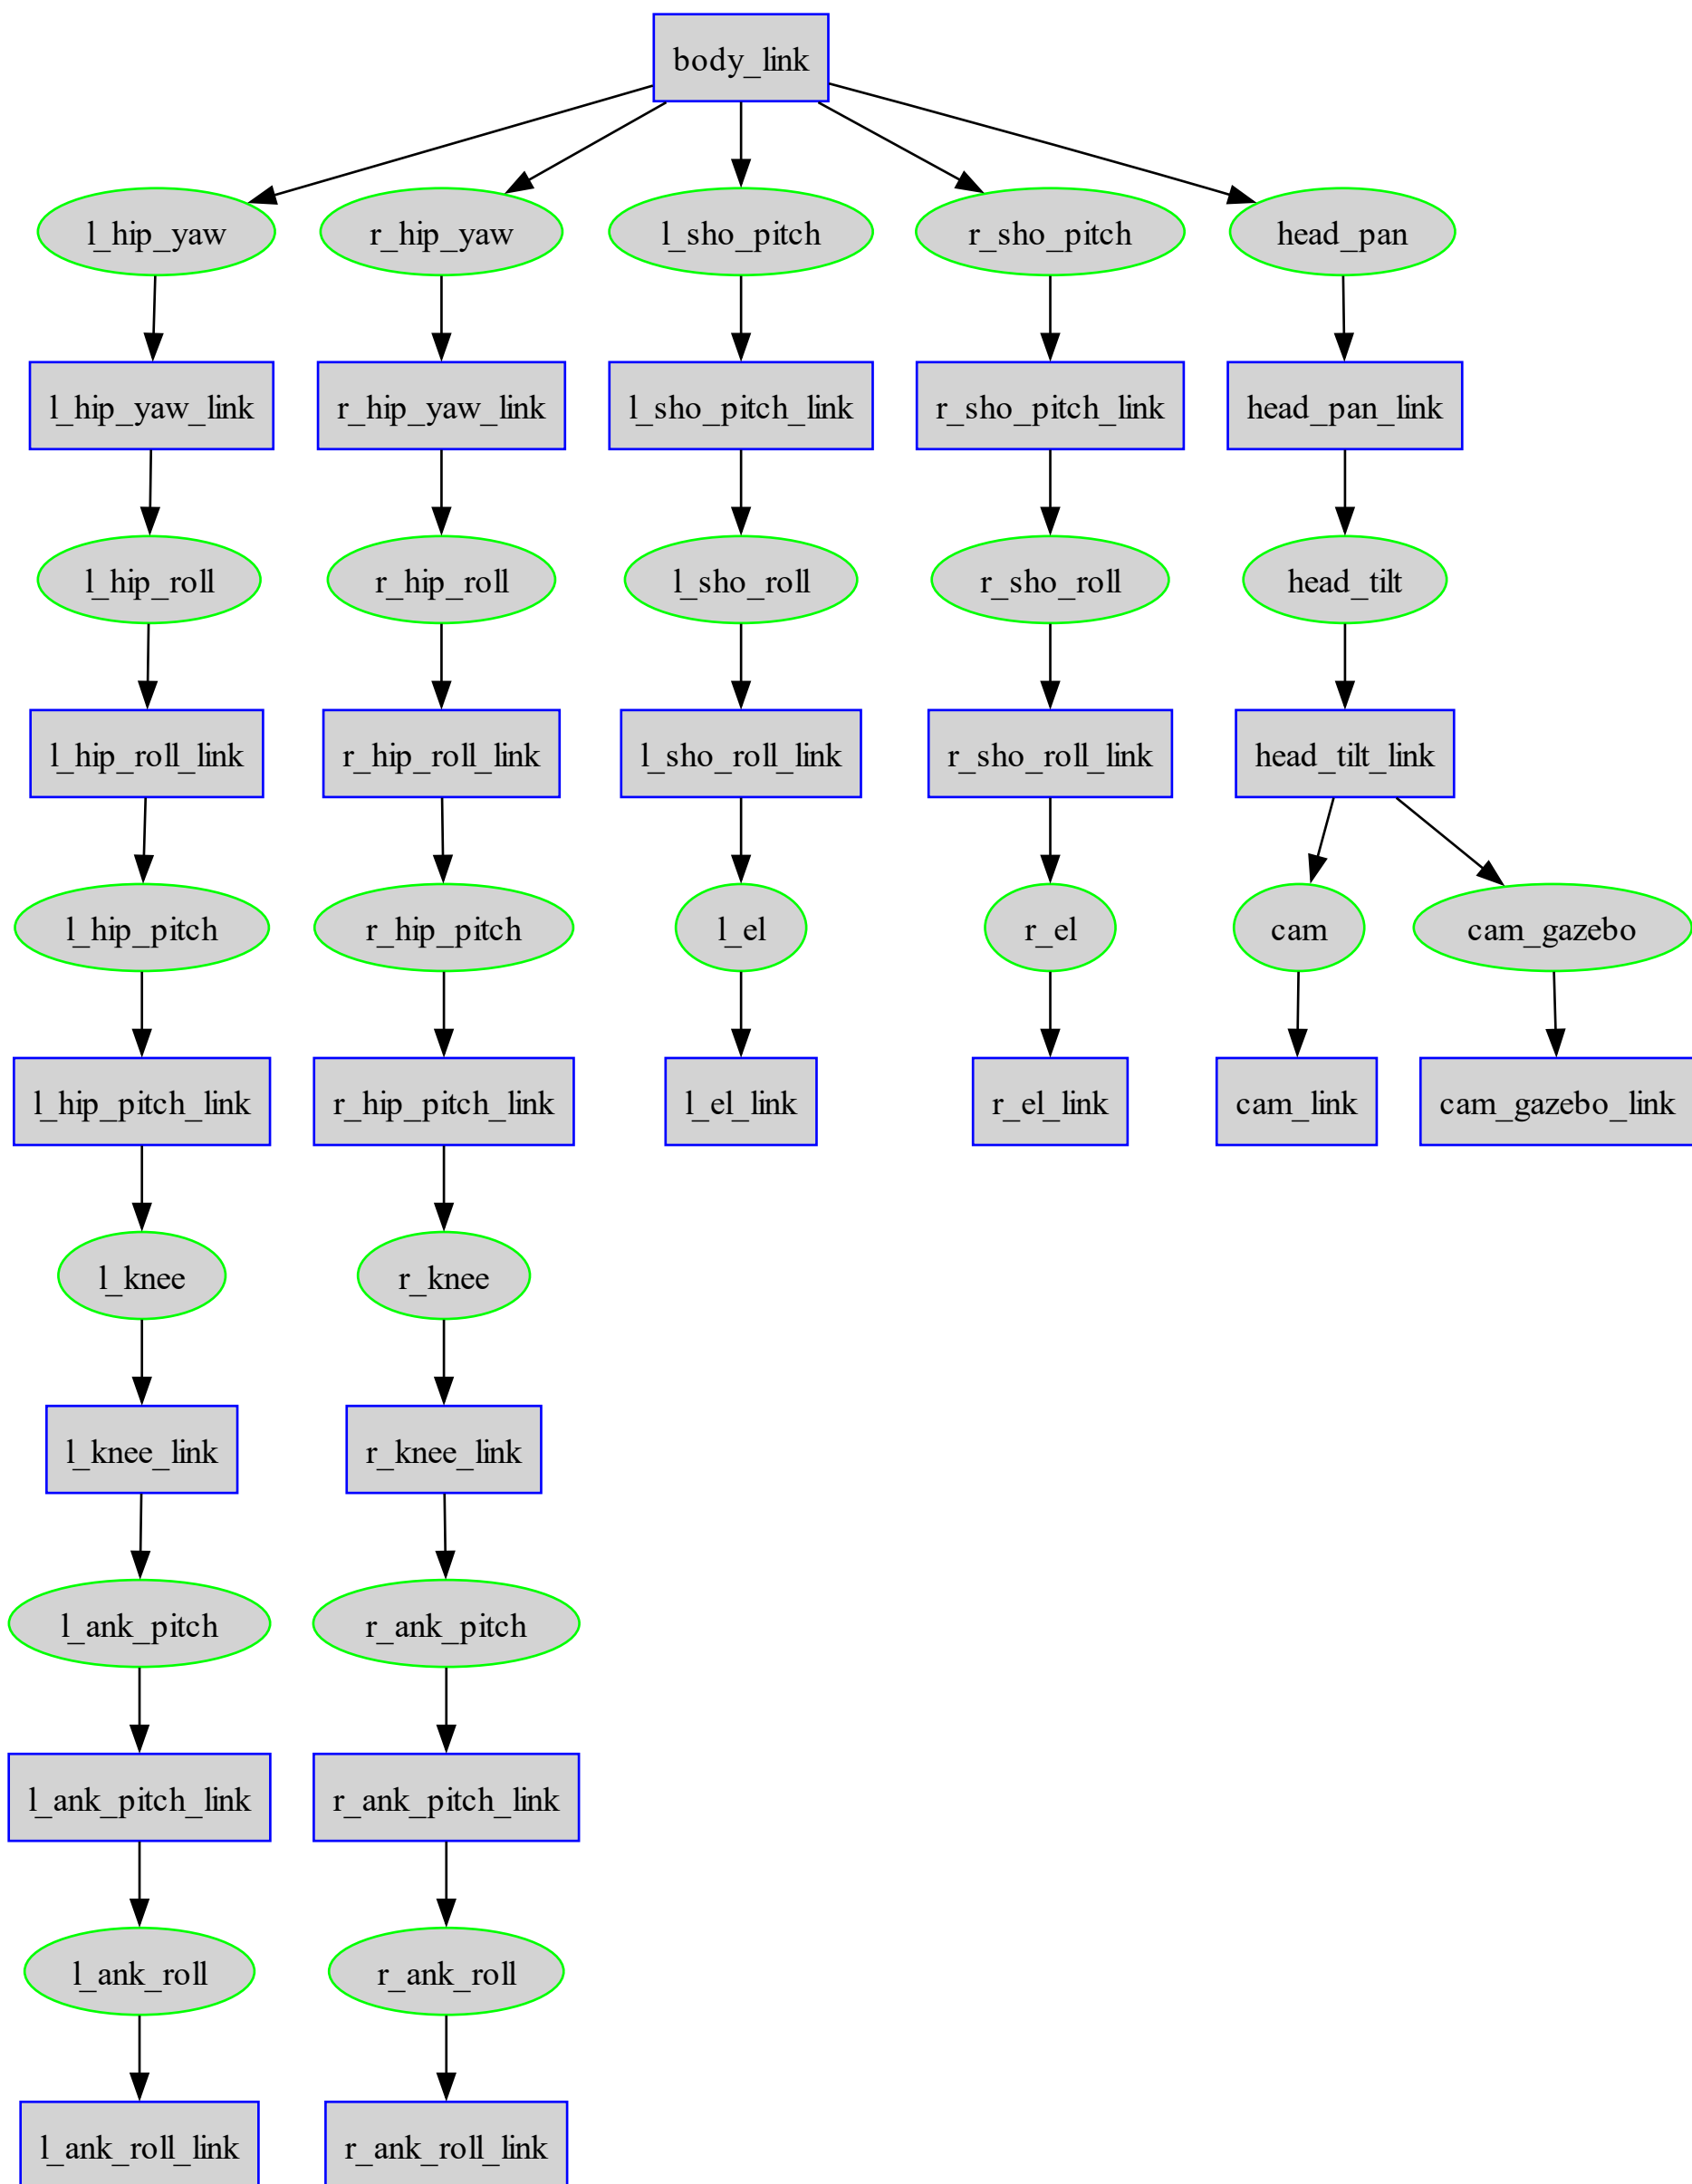 body_link
l_hip_yaw
r_hip_yaw
l_sho_pitch
r_sho_pitch
head_pan
l_hip_yaw_link
r_hip_yaw_link
l_sho_pitch_link
r_sho_pitch_link
head_pan_link
l_hip_roll
r_hip_roll
l_sho_roll
r_sho_roll
head_tilt
l_hip_roll_link
r_hip_roll_link
l_sho_roll_link
r_sho_roll_link
head_tilt_link
l_hip_pitch
r_hip_pitch
l_el
r_el
cam
cam_gazebo
l_hip_pitch_link
r_hip_pitch_link
l_el_link
r_el_link
cam_link
cam_gazebo_link
l_knee
r_knee
l_knee_link
r_knee_link
l_ank_pitch
r_ank_pitch
l_ank_pitch_link
r_ank_pitch_link
l_ank_roll
r_ank_roll
l_ank_roll_link
r_ank_roll_link